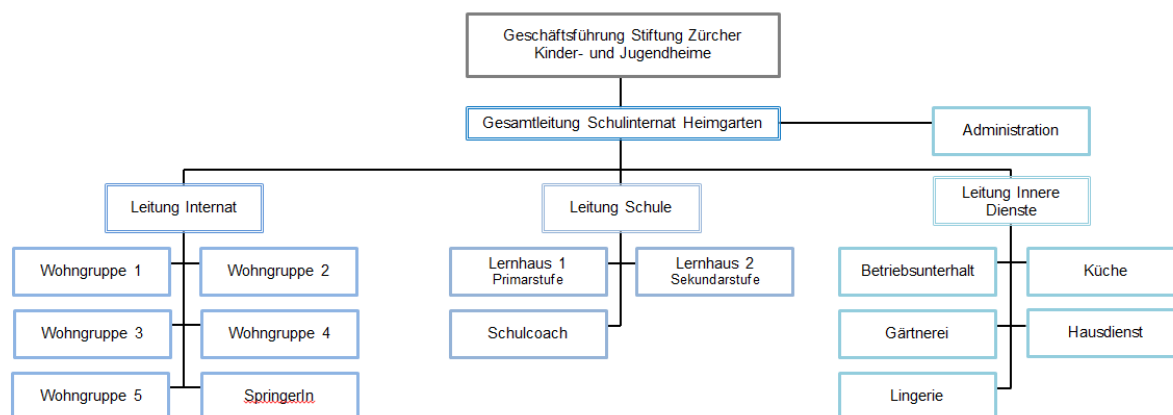 Geschäftsführung Stiftung Zürcher
Kinder- und Jugendheime
Gesamtleitung Schulinternat Heimgarten
Administration
Leitung Internat
Leitung Schule
Leitung Innere
Dienste
Wohngruppe 1
Wohngruppe 2
Lernhaus 1
Primarstufe
Lernhaus 2
Sekundarstufe
Betriebsunterhalt
Küche
Wohngruppe 3
Wohngruppe 4
Schulcoach
Gärtnerei
Hausdienst
Wohngruppe 5
SpringerIn
Lingerie